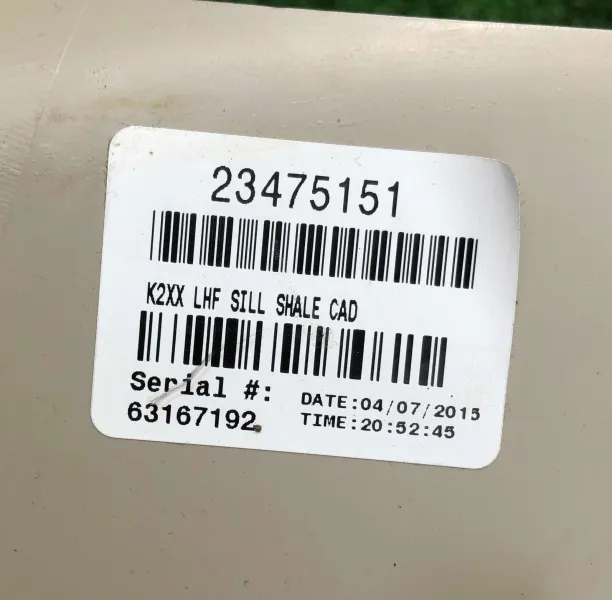 23475151
K2XX LHF SILL SHALE CAD
Serial #:
63167192
DATE:04/07/2015
TIME:20:52:45